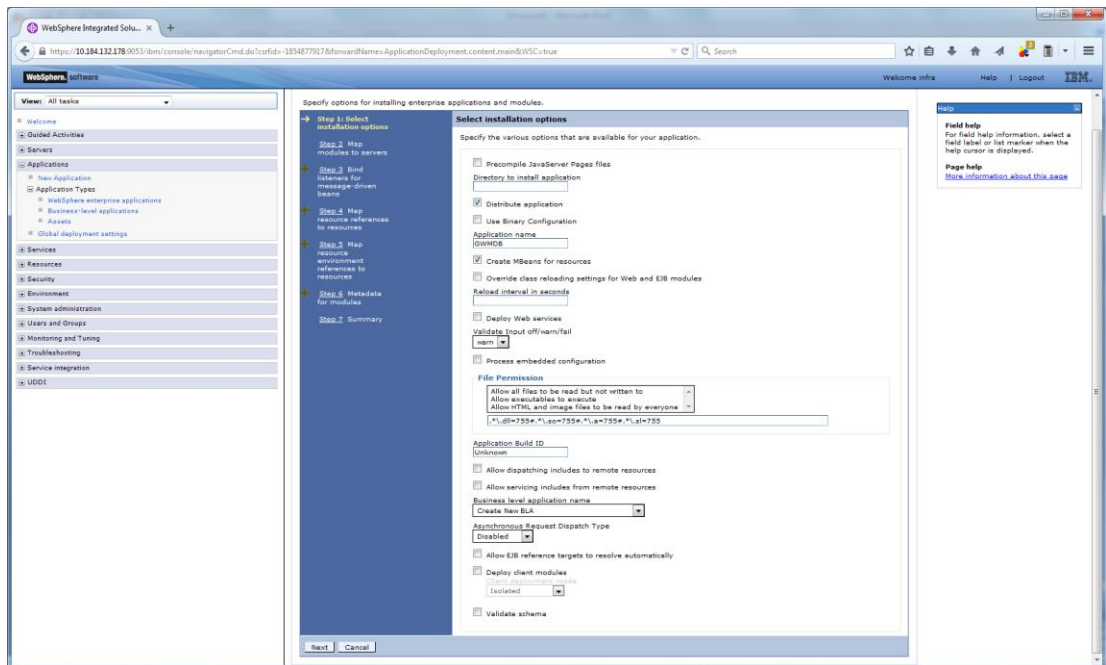 WebSphere Integrated Solu...
https://10.184.132.178:9053/ibm/console/navigatorCmd.do?csrfid=-1854877917&forwardName=ApplicationDeployment.content.main&WSC=true
Search
WebSphere. software
Welcome infra
Help | Logout
IBM.
View: All tasks
Welcome
Guided Activities
Servers
Applications
New Application
Application Types
WebSphere enterprise applications
Business-level applications
Assets
Global deployment settings
Services
Resources
Security
Environment
System administration
Users and Groups
Monitoring and Tuning
Troubleshooting
Service integration
UDDI
Specify options for installing enterprise applications and modules.
Step 1: Select
installation options
Step 2 Map
modules to servers
Step 3 Bind
listeners for
message-driven
beans
Step 4 Map
resource references
to resources
Step 5 Map
resource
environment
references to
resources
Step 6 Metadata
for modules
Step 7 Summary
Select installation options
Specify the various options that are available for your application.
Precompile JavaServer Pages files
Directory to install application
Distribute application
Use Binary Configuration
Application name
GWMDB
Create MBeans for resources
Override class reloading settings for Web and EJB modules
Reload interval in seconds
Deploy Web services
Validate Input off/warn/fail
warn
Process embedded configuration
File Permission
Allow all files to be read but not written to
Allow executables to execute
Allow HTML and image files to be read by everyone
.*\.dll=755#.*\.so=755#.*\.a=755#.*\.sl=755
Application Build ID
Unknown
Allow dispatching includes to remote resources
Allow servicing includes from remote resources
Business level application name
Create New BLA
Asynchronous Request Dispatch Type
Disabled
Allow EJB reference targets to resolve automatically
Deploy client modules
Client deployment mode
Isolated
Validate schema
Next
Cancel
Help
Field help
For field help information, select a
field label or list marker when the
help cursor is displayed.
Page help
More information about this page